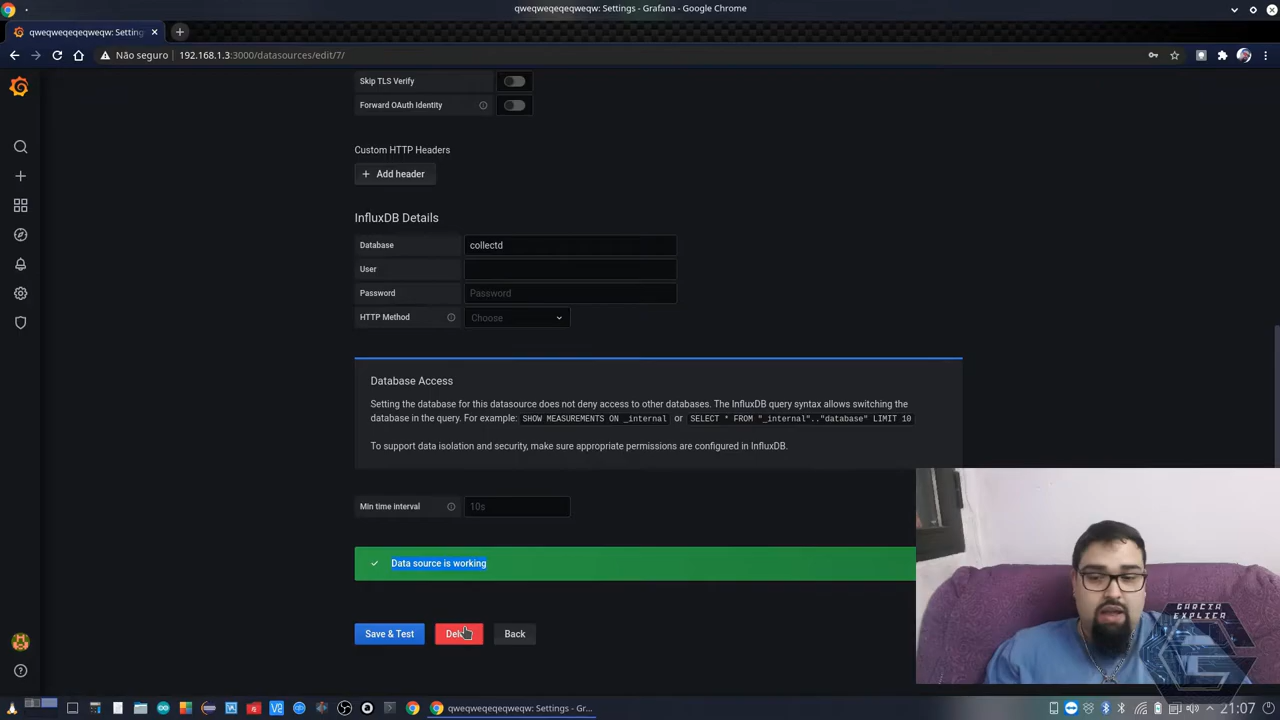 qweqweqeqeqweqw: Settings - Grafana - Google Chrome
qweqweqeqeqweqw: Setting
Não seguro
192.168.1.3:3000/datasources/edit/7/
Skip TLS Verify
Forward OAuth Identity
Custom HTTP Headers
+ Add header
InfluxDB Details
Database
collectd
User
Password
Password
HTTP Method
Choose
Database Access
Setting the database for this datasource does not deny access to other databases. The InfluxDB query syntax allows switching the
database in the query. For example: SHOW MEASUREMENTS ON _internal or SELECT * FROM "_internal".."database" LIMIT 10
To support data isolation and security, make sure appropriate permissions are configured in InfluxDB.
Min time interval
10s
Data source is working
Save & Test
Back
GARCIA
EXPLICA
qweqweqeqeqweqw: Settings - Gr...
21:07